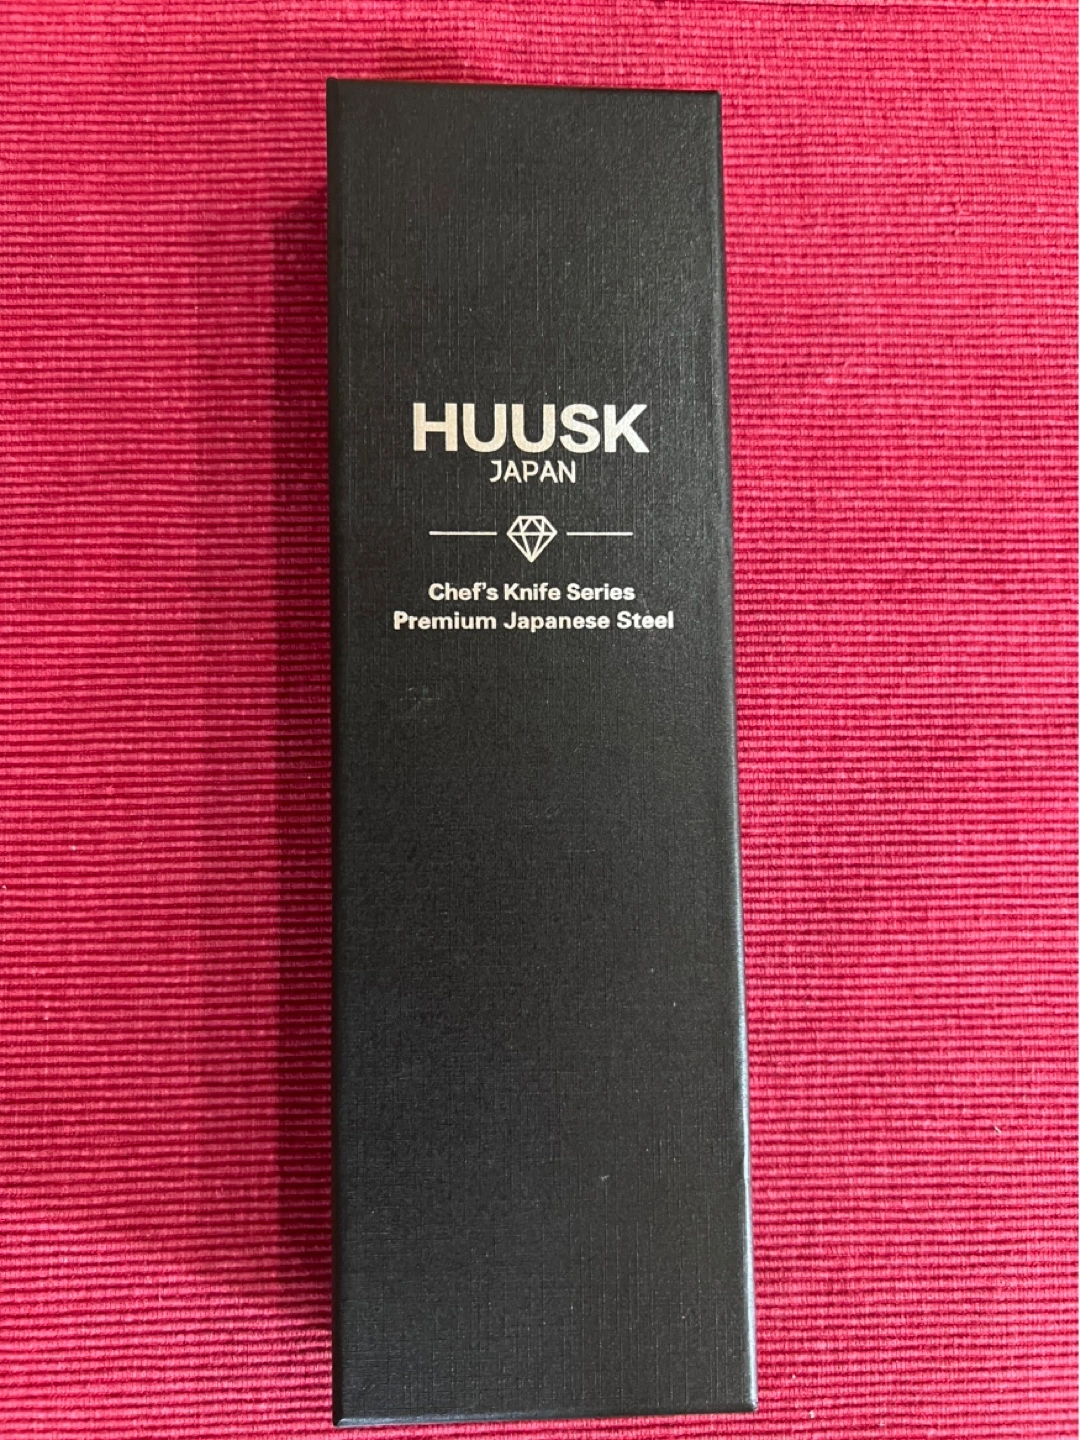 HUUSK
JAPAN
Chef's Knife Series
Premium Japanese Steel